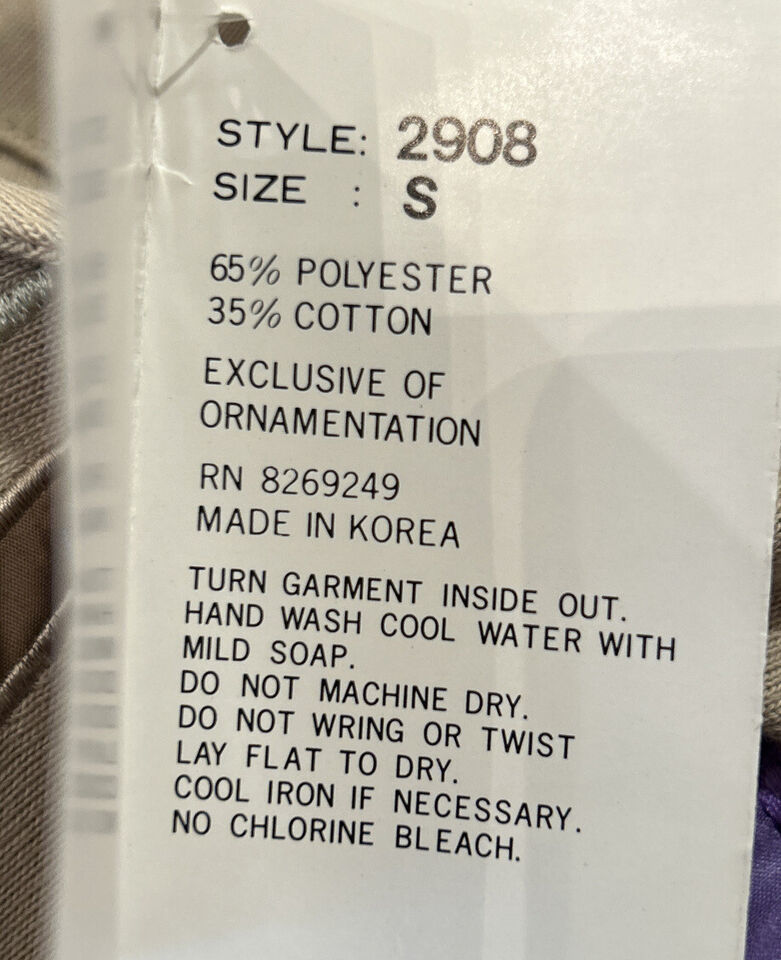 STYLE: 2908
SIZE : S
65% POLYESTER
35% COTTON
EXCLUSIVE OF
ORNAMENTATION
RN 8269249
MADE IN KOREA
TURN GARMENT INSIDE OUT.
HAND WASH COOL WATER WITH
MILD SOAP.
DO NOT MACHINE DRY.
DO NOT WRING OR TWIST
LAY FLAT TO DRY.
COOL IRON IF NECESSARY.
NO CHLORINE BLEACH.